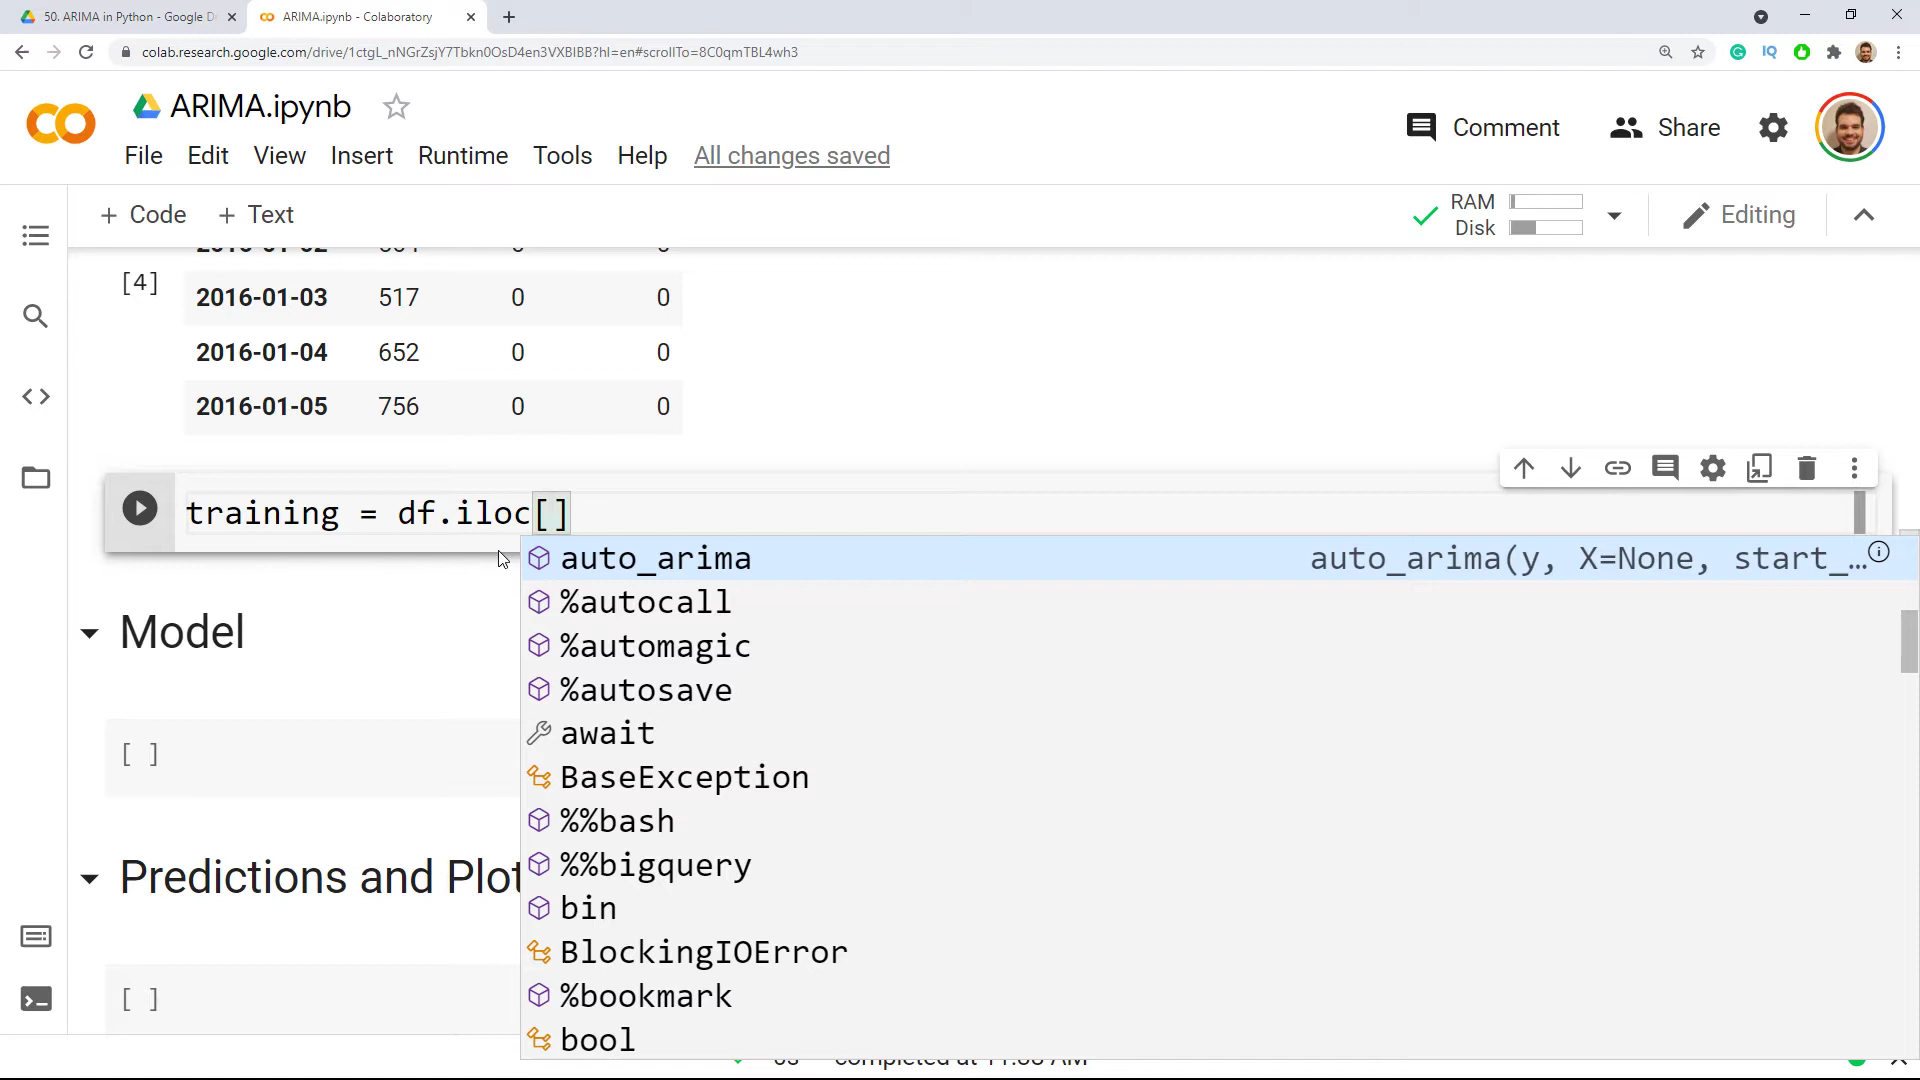 50. ARIMA in Python - Google D
ARIMA.ipynb - Colaboratory
colab.research.google.com/drive/1ctgL_nNGrZsjY7Tbkn0OsD4en3VXBIBB?hl=en#scrollTo=8C0qmTBL4wh3
IQ
ARIMA.ipynb
Comment
Share
File Edit View Insert Runtime Tools Help All changes saved
+ Code + Text
RAM
Disk
Editing
[4]
2016-01-03 517 0 0
2016-01-04 652 0 0
2016-01-05 756 0 0
training = df.iloc[]
auto_arima auto_arima(y, X=None, start_…
%autocall
%automagic
%autosave
await
BaseException
%%bash
%%bigquery
bin
BlockingIOError
%bookmark
bool
Model
[ ]
Predictions and Plot
[ ]